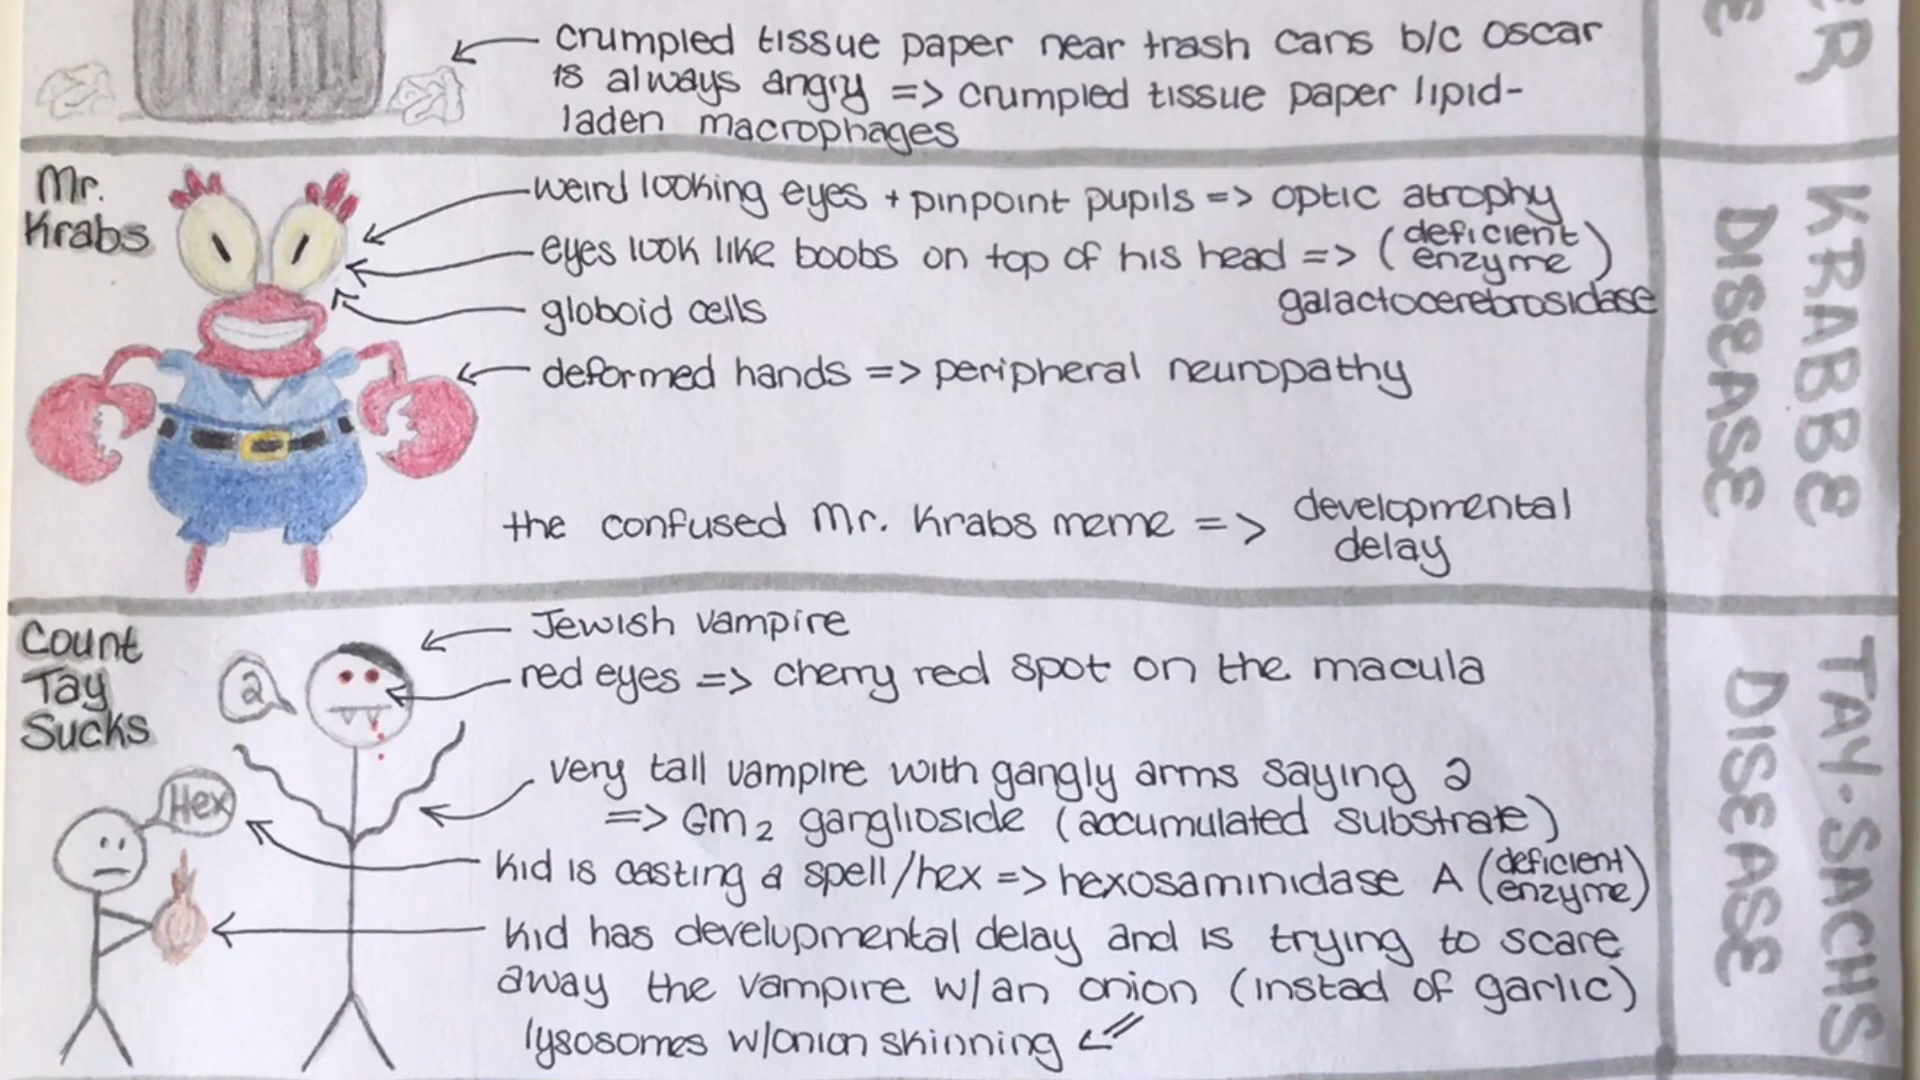 crumpled tissue paper near trash cans b/c oscar
is always angry => crumpled tissue paper lipid-
laden macrophages
ER
E
Mr.
Krabs
weird looking eyes + pinpoint pupils => optic atrophy
eyes look like boobs on top of his head => (deficient
enzyme)
galactocerebrosidase
globoid cells
deformed hands => peripheral neuropathy
the confused Mr. Krabs meme => developmental
delay
KRABBE
DISEASE
Count
Tay
Sucks
2
Hex
Jewish vampire
red eyes => cherry red spot on the macula
very tall vampire with gangly arms saying 2
=> GM2 ganglioside (accumulated substrate)
kid is casting a spell/hex => hexosaminidase A (deficient
enzyme)
kid has developmental delay and is trying to scare
away the vampire w/an onion (instad of garlic)
lysosomes w/onion skinning
TAY-SACHS
DISEASE